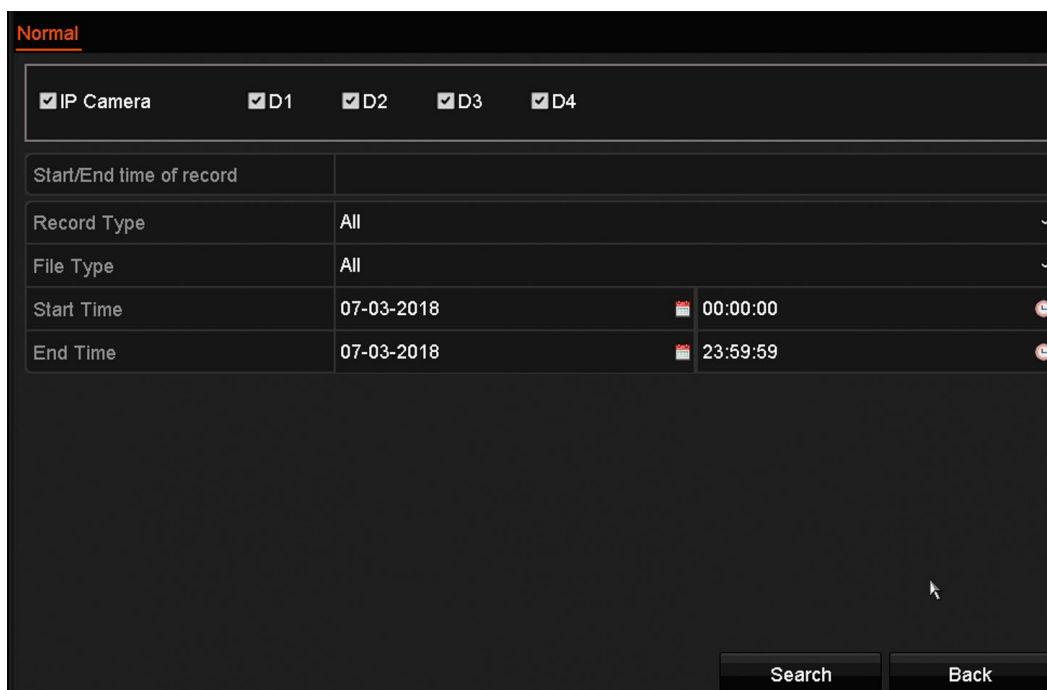 Normal
IP Camera D1 D2 D3 D4
Start/End time of record
Record Type All
File Type All
Start Time 07-03-2018 00:00:00
End Time 07-03-2018 23:59:59
Search Back